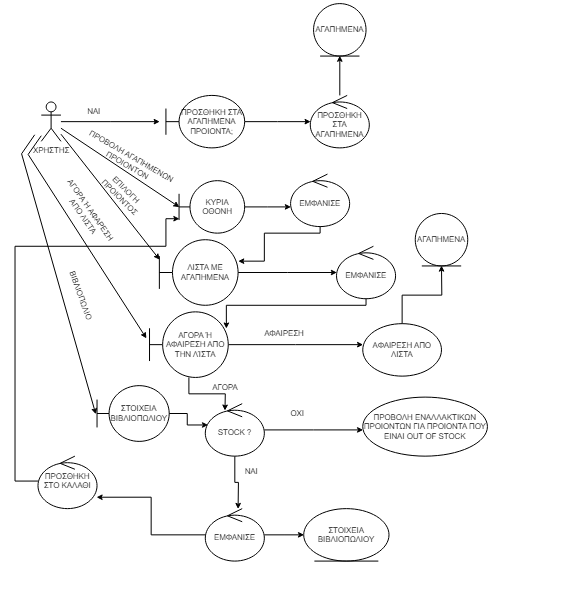 ΑΓΑΠΗΜΕΝΑ
ΝΑΙ
ΠΡΟΣΘΗΚΗ ΣΤΑ
ΑΓΑΠΗΜΕΝΑ
ΠΡΟΙΟΝΤΑ;
ΠΡΟΣΘΗΚΗ
ΣΤΑ
ΑΓΑΠΗΜΕΝΑ
ΧΡΗΣΤΗΣ
ΠΡΟΒΟΛΗ ΑΓΑΠΗΜΕΝΩΝ
ΠΡΟΙΟΝΤΩΝ
ΕΠΙΛΟΓΗ
ΠΡΟΙΟΝΤΟΣ
ΑΓΟΡΑ Η ΑΦΑΡΕΣΗ
ΑΠΟ ΛΙΣΤΑ
ΒΙΒΛΙΟΠΩΛΙΟ
ΚΥΡΙΑ
ΟΘΟΝΗ
ΕΜΦΑΝΙΣΕ
ΑΓΑΠΗΜΕΝΑ
ΛΙΣΤΑ ΜΕ
ΑΓΑΠΗΜΕΝΑ
ΕΜΦΑΝΙΣΕ
ΑΓΟΡΑ Ή
ΑΦΑΙΡΕΣΗ ΑΠΟ
ΤΗΝ ΛΊΣΤΑ
ΑΦΑΙΡΕΣΗ
ΑΦΑΙΡΕΣΗ ΑΠΟ
ΛΙΣΤΑ
ΑΓΟΡΑ
ΣΤΟΙΧΕΙΑ
ΒΙΒΛΙΟΠΩΛΙΟΥ
STOCK ?
ΟΧΙ
ΠΡΟΒΟΛΗ ΕΝΑΛΛΑΚΤΙΚΩΝ
ΠΡΟΙΟΝΤΩΝ ΓΙΑ ΠΡΟΙΟΝΤΑ ΠΟΥ
ΕΙΝΑΙ OUT OF STOCK
ΝΑΙ
ΠΡΟΣΘΗΚΗ
ΣΤΟ ΚΑΛΑΘΙ
ΕΜΦΑΝΙΣΕ
ΣΤΟΙΧΕΙΑ
ΒΙΒΛΙΟΠΩΛΙΟΥ